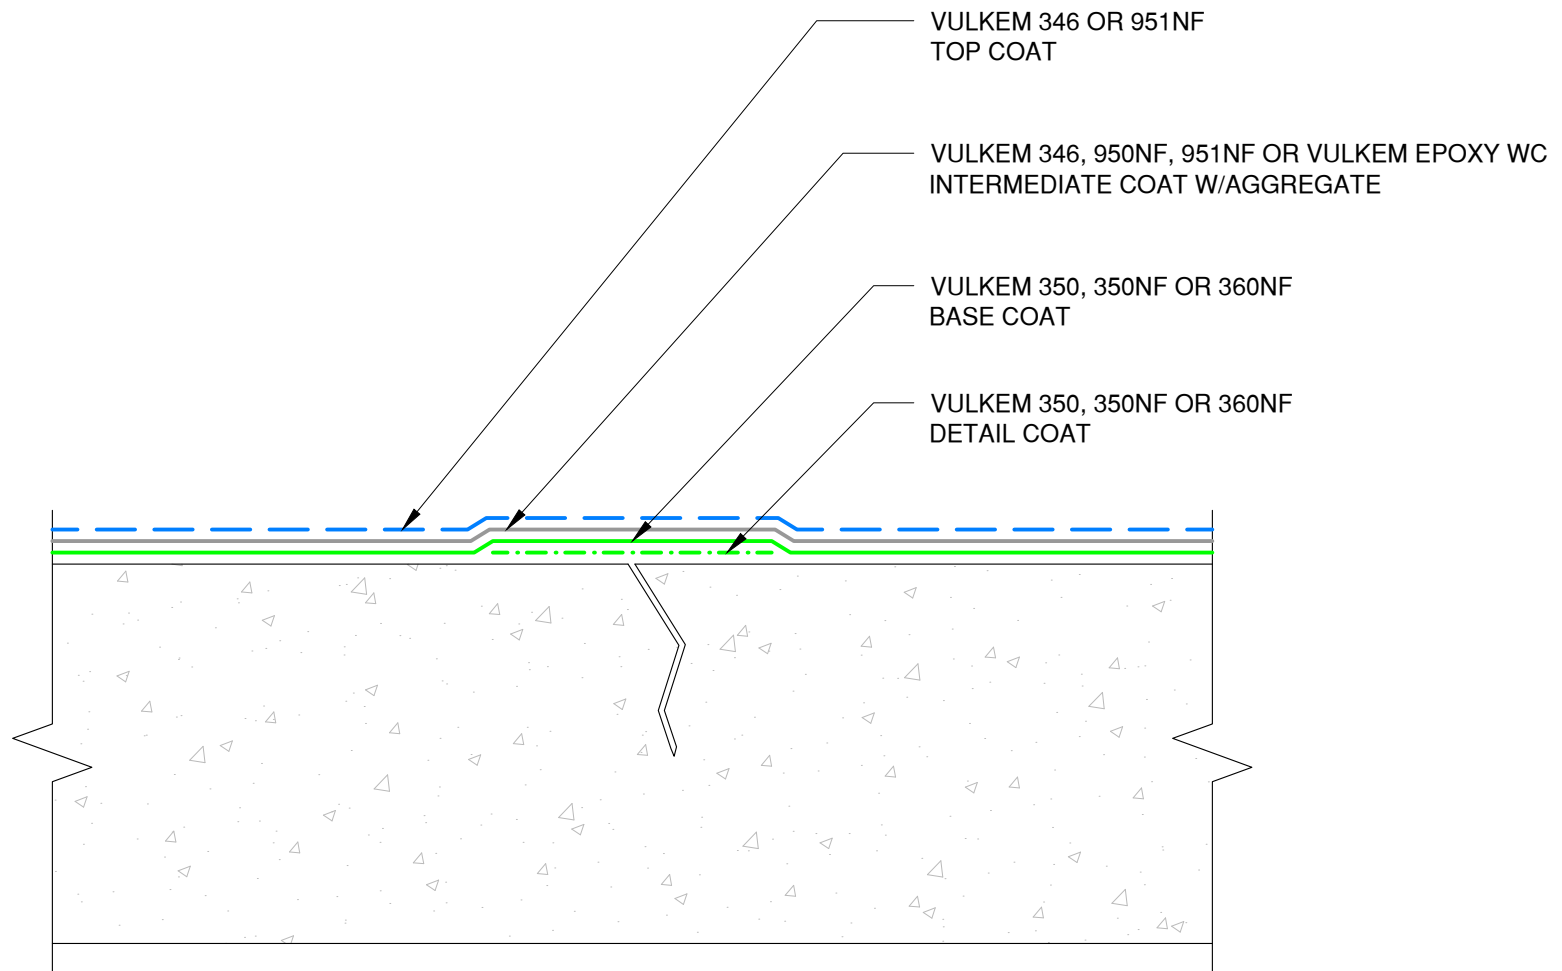 VULKEM 346 OR 951NF
TOP COAT
VULKEM 346, 950NF, 951NF OR VULKEM EPOXY WC
INTERMEDIATE COAT W/AGGREGATE
VULKEM 350, 350NF OR 360NF
BASE COAT
VULKEM 350, 350NF OR 360NF
DETAIL COAT